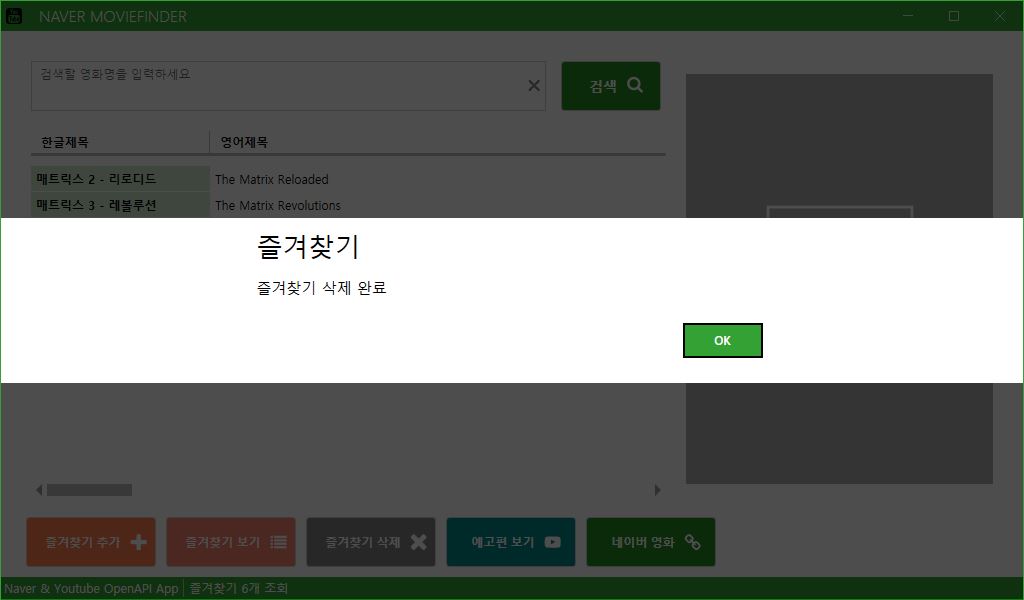 NAVER MOVIEFINDER
검색할 영화명을 입력하세요
검색
한글제목 영어제목
매트릭스 2 - 리로디드 The Matrix Reloaded
매트릭스 3 - 레볼루션 The Matrix Revolutions
즐겨찾기
즐겨찾기 삭제 완료
OK
즐겨찾기 추가 즐겨찾기 보기 즐겨찾기 삭제 예고편 보기 네이버 영화
Naver & Youtube OpenAPI App 즐겨찾기 6개 조회